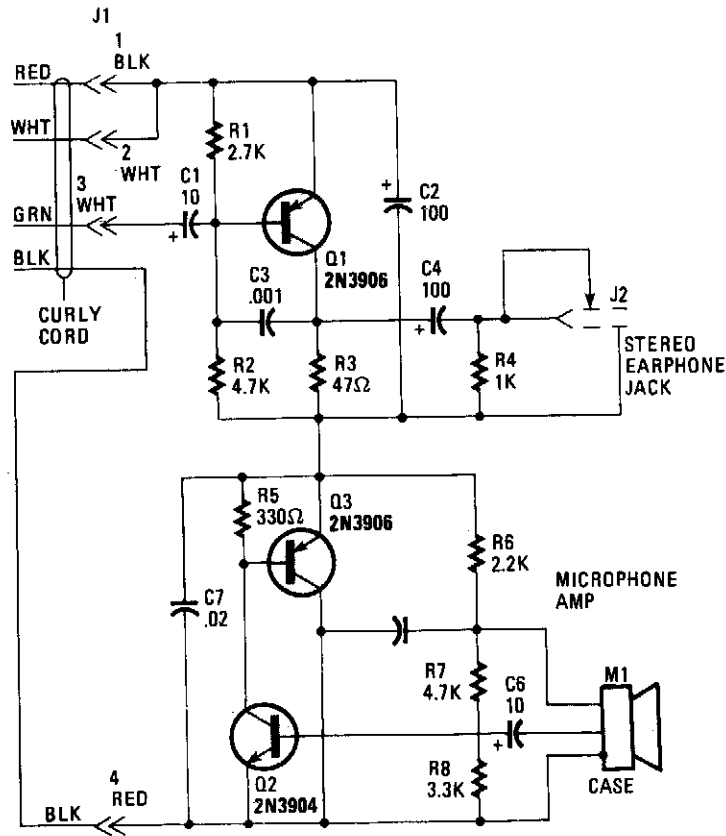 J1
1
BLK
RED
WHT
2
WHT
3
WHT
GRN
BLK
CURLY
CORD
R1
2.7K
C1
10
+
Q1
2N3906
+
C2
100
C3
.001
C4
100
+
J2
STEREO
EARPHONE
JACK
R2
4.7K
R3
47Ω
R4
1K
R5
330Ω
Q3
2N3906
R6
2.2K
MICROPHONE
AMP
C7
.02
R7
4.7K
C6
10
+
M1
R8
3.3K
CASE
Q2
2N3904
4
RED
BLK